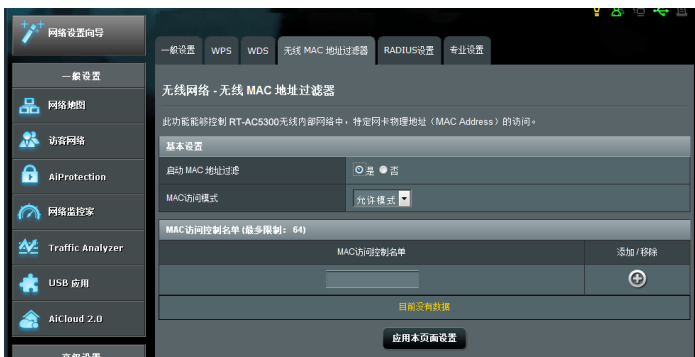 网络设置向导
一般设置
网络地图
访客网络
AiProtection
网络监控家
Traffic Analyzer
USB 应用
AiCloud 2.0
高级设置
一般设置 WPS WDS 无线 MAC 地址过滤器 RADIUS设置 专业设置
无线网络 - 无线 MAC 地址过滤器
此功能能够控制 RT-AC5300无线内部网络中，特定网卡物理地址（MAC Address）的访问。
基本设置
启动 MAC 地址过滤 是 否
MAC访问模式 允许模式
MAC访问控制名单 (最多限制： 64)
MAC访问控制名单 添加 / 移除
目前没有数据
应用本页面设置